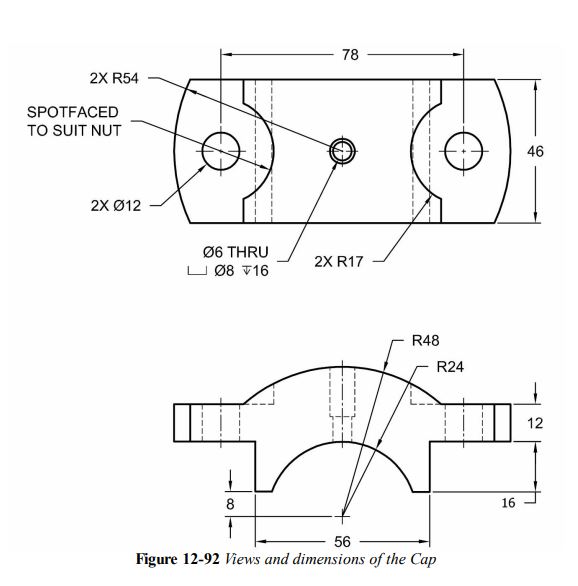 78
2X R54
SPOTFACED
TO SUIT NUT
46
2X Ø12
Ø6 THRU
⌴ Ø8 ↧16
2X R17
R48
R24
12
8
16
56
Figure 12-92 Views and dimensions of the Cap